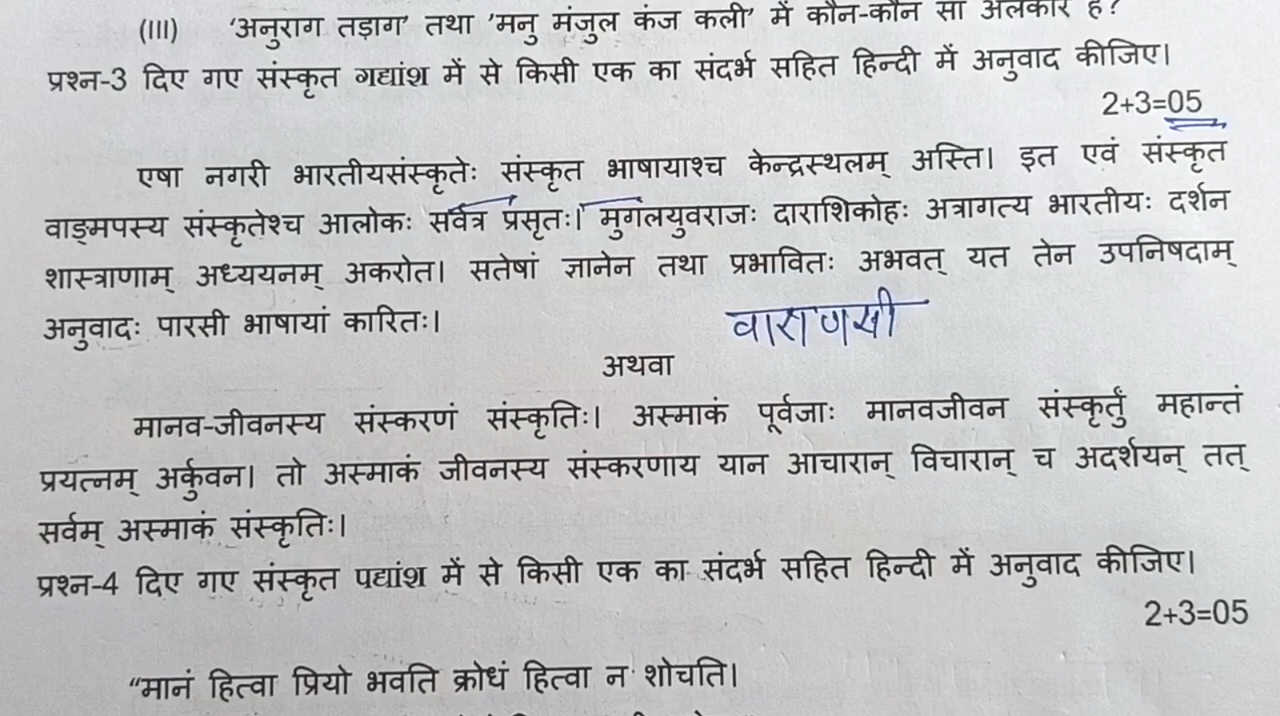 (III) 'अनुराग तड़ाग' तथा 'मनु मंजुल कंज कली' में कौन-कौन सा अलंकार है?
प्रश्न-3 दिए गए संस्कृत गद्यांश में से किसी एक का संदर्भ सहित हिन्दी में अनुवाद कीजिए।
2+3=05
एषा नगरी भारतीयसंस्कृतेः संस्कृत भाषायाश्च केन्द्रस्थलम् अस्ति। इत एवं संस्कृत
वाङ्मपस्य संस्कृतेश्च आलोकः सर्वत्र प्रसृतः। मुगलयुवराजः दाराशिकोहः अत्रागत्य भारतीयः दर्शन
शास्त्राणाम् अध्ययनम् अकरोत। सतेषां ज्ञानेन तथा प्रभावितः अभवत् यत तेन उपनिषदाम्
अनुवादः पारसी भाषायां कारितः।
वाराणसी
अथवा
मानव-जीवनस्य संस्करणं संस्कृतिः। अस्माकं पूर्वजाः मानवजीवन संस्कृर्तुं महान्तं
प्रयत्नम् अर्कुवन। तो अस्माकं जीवनस्य संस्करणाय यान आचारान् विचारान् च अदर्शयन् तत्
सर्वम् अस्माकं संस्कृतिः।
प्रश्न-4 दिए गए संस्कृत पद्यांश में से किसी एक का संदर्भ सहित हिन्दी में अनुवाद कीजिए।
2+3=05
"मानं हित्वा प्रियो भवति क्रोधं हित्वा न शोचति।